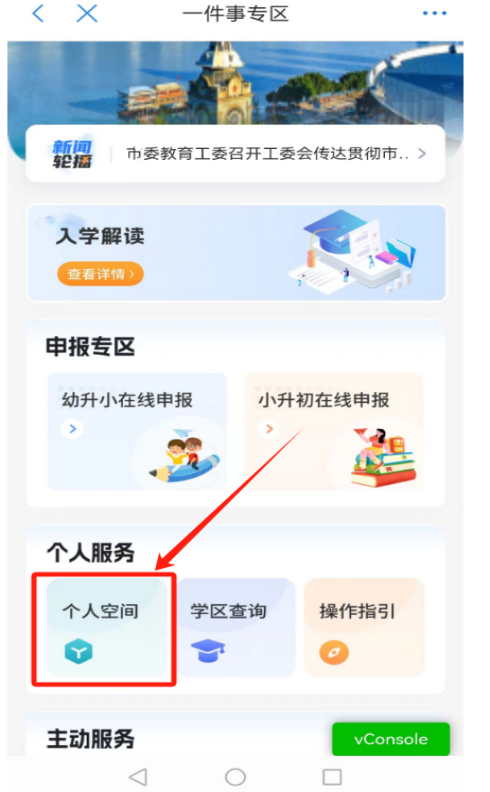 一件事专区
新闻
轮播
市委教育工委召开工委会传达贯彻市..
入学解读
查看详情
申报专区
幼升小在线申报 小升初在线申报
个人服务
个人空间 学区查询 操作指引
主动服务
vConsole